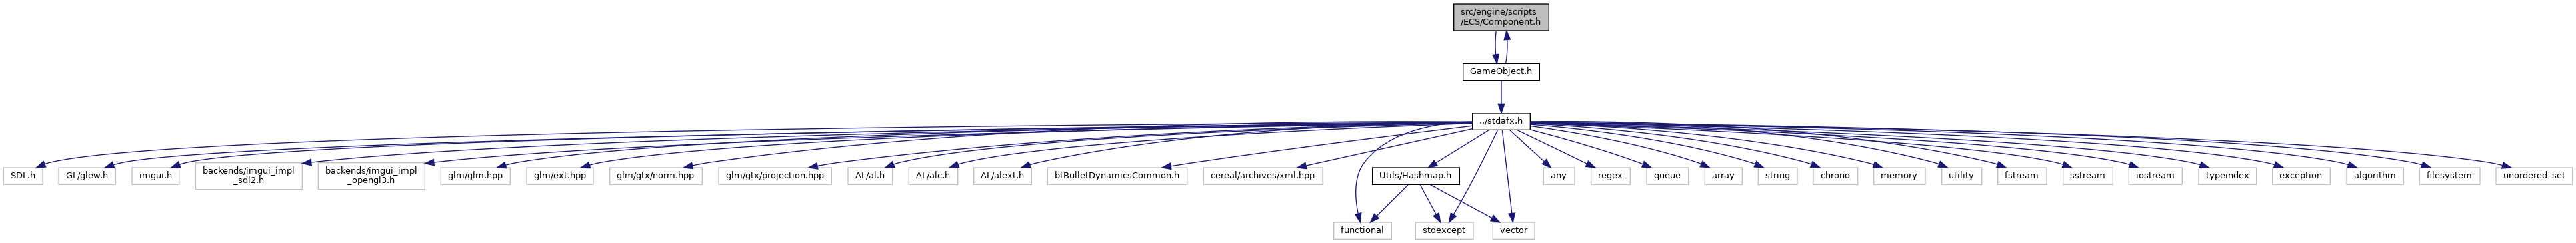 src/engine/scripts
/ECS/Component.h
GameObject.h
../stdafx.h
SDL.h
GL/glew.h
imgui.h
backends/imgui_impl
_sdl2.h
backends/imgui_impl
_opengl3.h
glm/glm.hpp
glm/ext.hpp
glm/gtx/norm.hpp
glm/gtx/projection.hpp
AL/al.h
AL/alc.h
AL/alext.h
btBulletDynamicsCommon.h
cereal/archives/xml.hpp
Utils/Hashmap.h
any
regex
queue
array
string
chrono
memory
utility
fstream
sstream
iostream
typeindex
exception
algorithm
filesystem
unordered_set
functional
stdexcept
vector